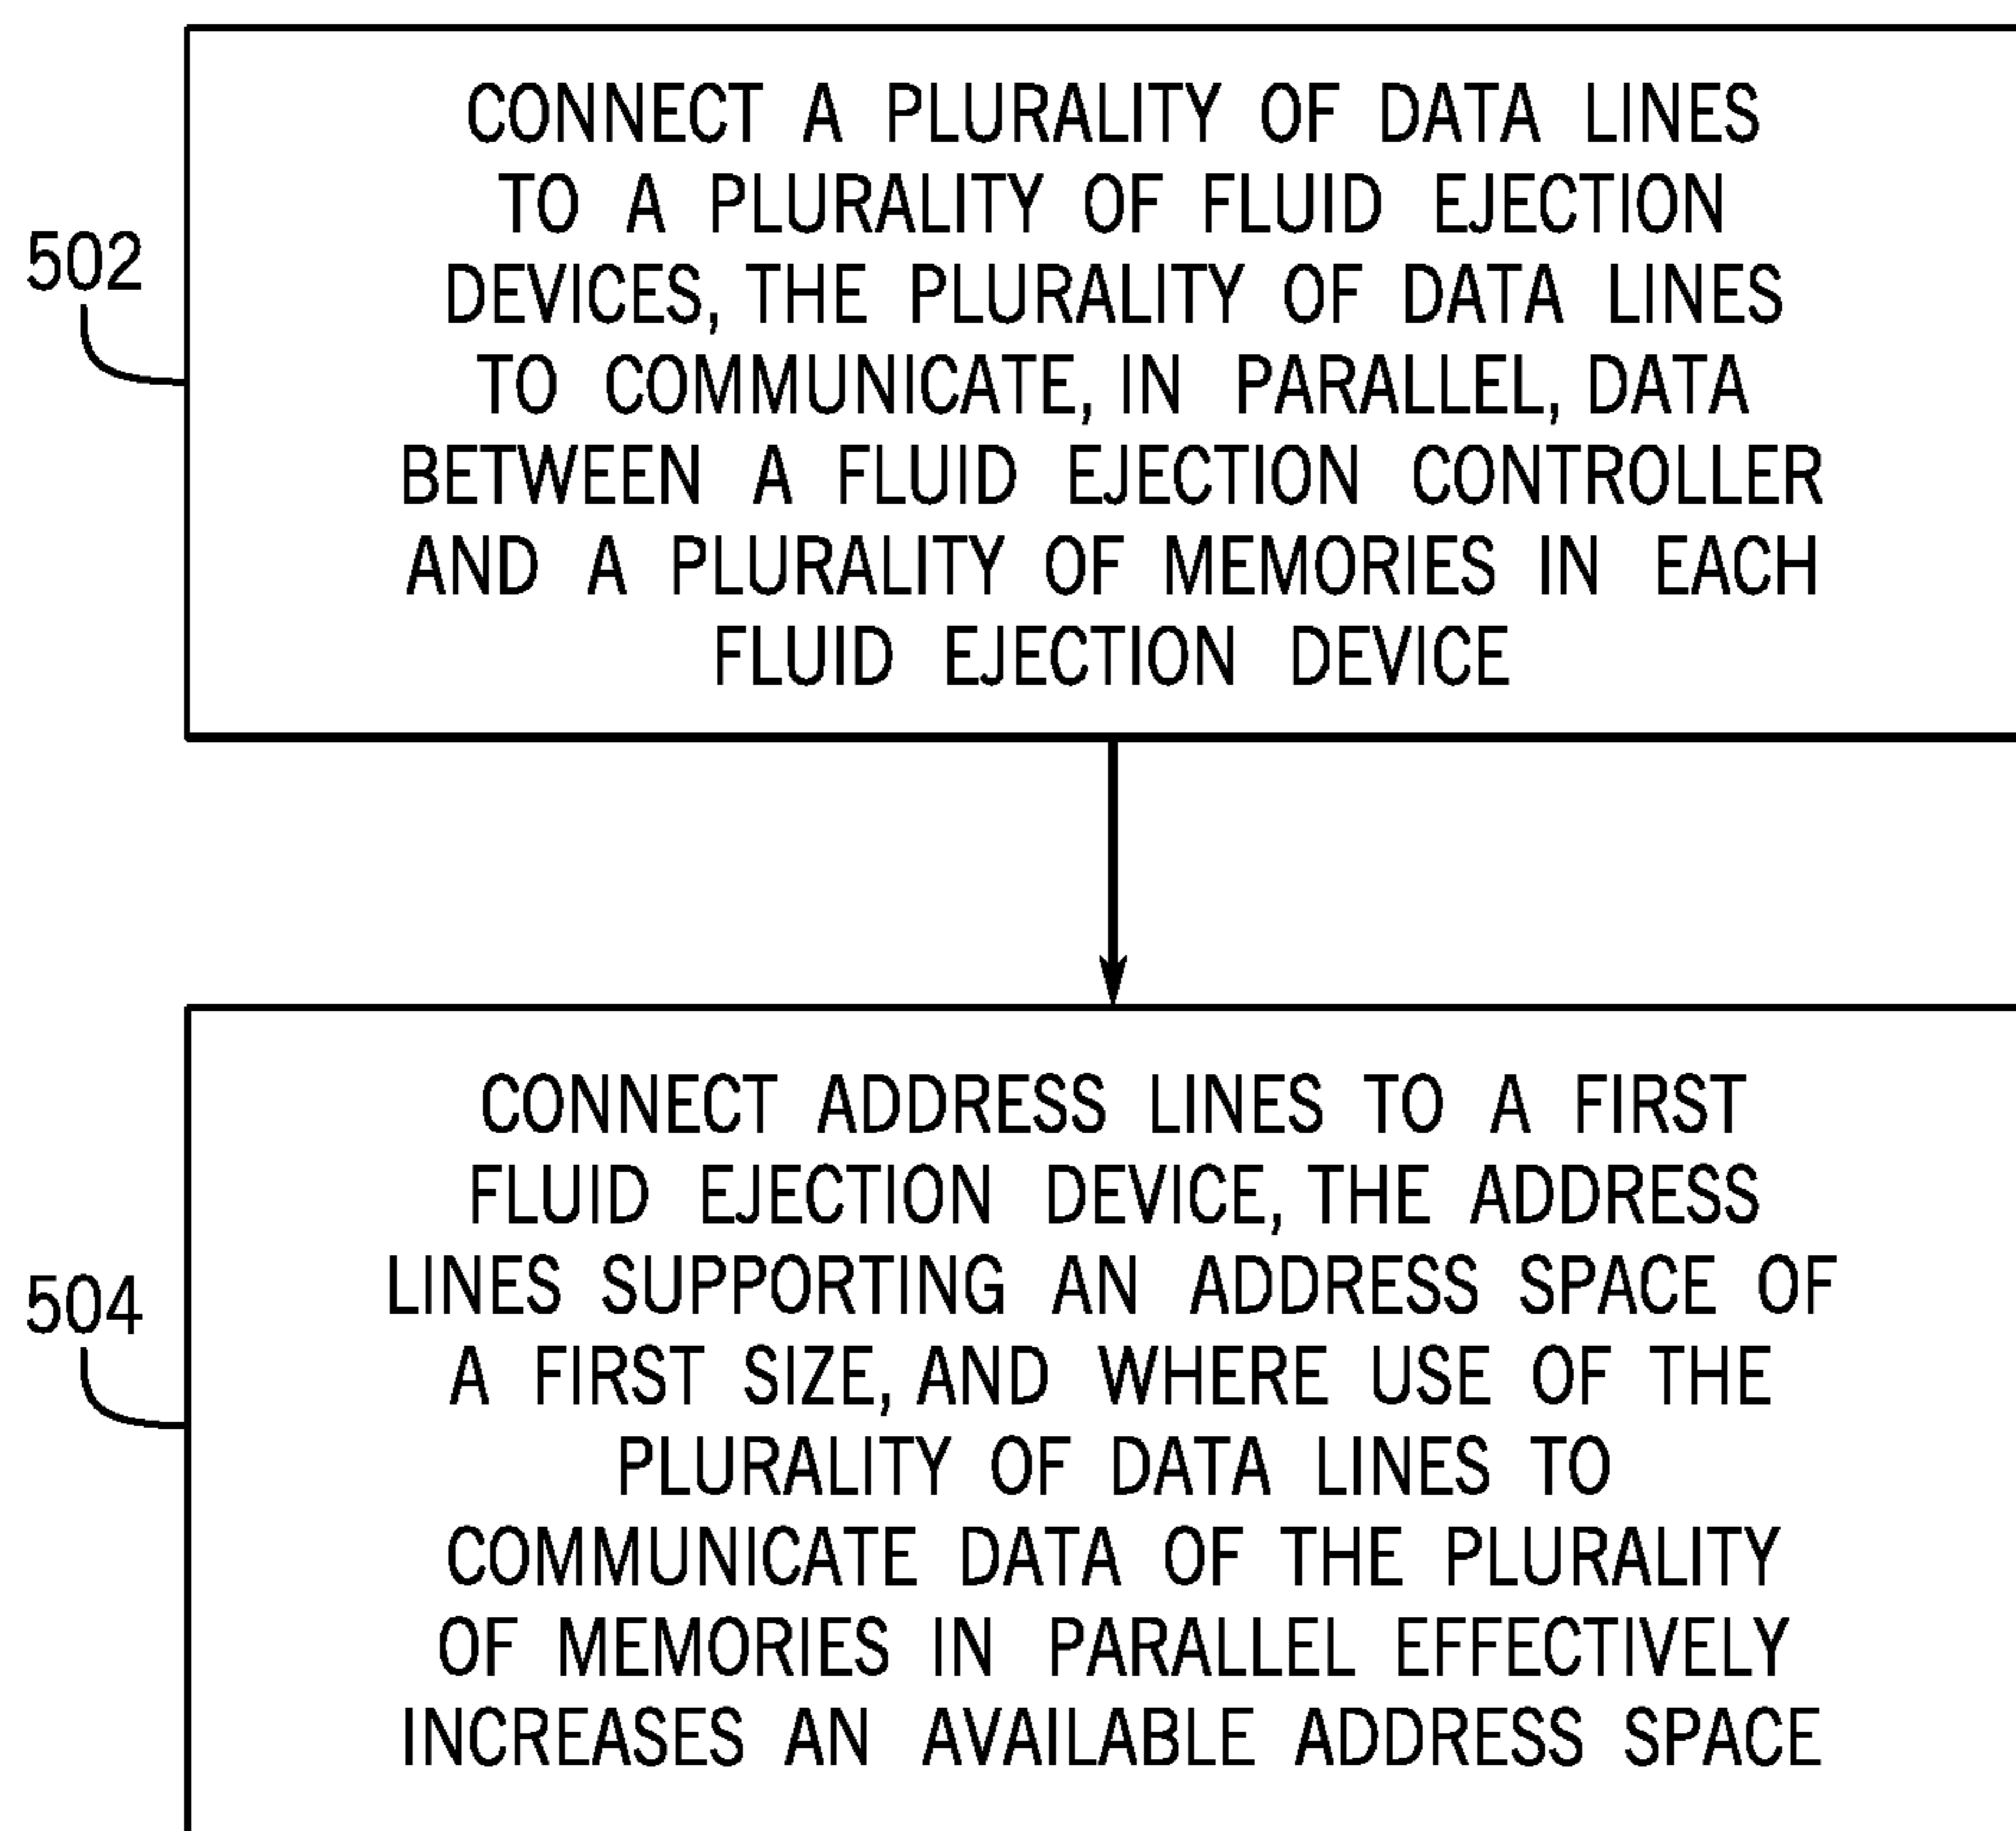 CONNECT A PLURALITY OF DATA LINES
TO A PLURALITY OF FLUID EJECTION
DEVICES, THE PLURALITY OF DATA LINES
TO COMMUNICATE, IN PARALLEL, DATA
BETWEEN A FLUID EJECTION CONTROLLER
AND A PLURALITY OF MEMORIES IN EACH
FLUID EJECTION DEVICE
502
CONNECT ADDRESS LINES TO A FIRST
FLUID EJECTION DEVICE, THE ADDRESS
LINES SUPPORTING AN ADDRESS SPACE OF
A FIRST SIZE, AND WHERE USE OF THE
PLURALITY OF DATA LINES TO
COMMUNICATE DATA OF THE PLURALITY
OF MEMORIES IN PARALLEL EFFECTIVELY
INCREASES AN AVAILABLE ADDRESS SPACE
504